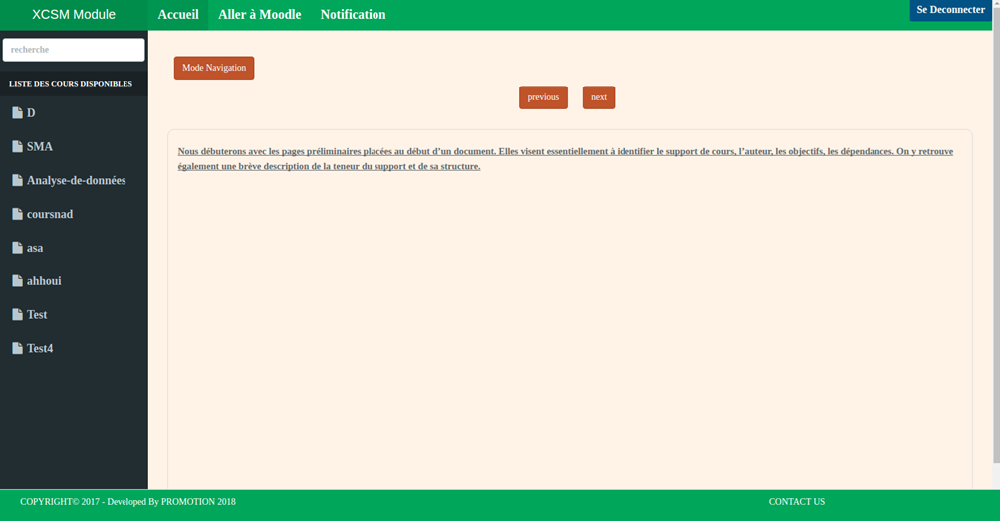 XCSM Module
Accueil
Aller à Moodle
Notification
Se Deconnecter
recherche
LISTE DES COURS DISPONIBLES
D
SMA
Analyse-de-données
coursnad
asa
ahhoui
Test
Test4
Mode Navigation
previous
next
Nous débuterons avec les pages préliminaires placées au début d’un document. Elles visent essentiellement à identifier le support de cours, l’auteur, les objectifs, les dépendances. On y retrouve
également une brève description de la teneur du support et de sa structure.
COPYRIGHT© 2017 - Developed By PROMOTION 2018
CONTACT US